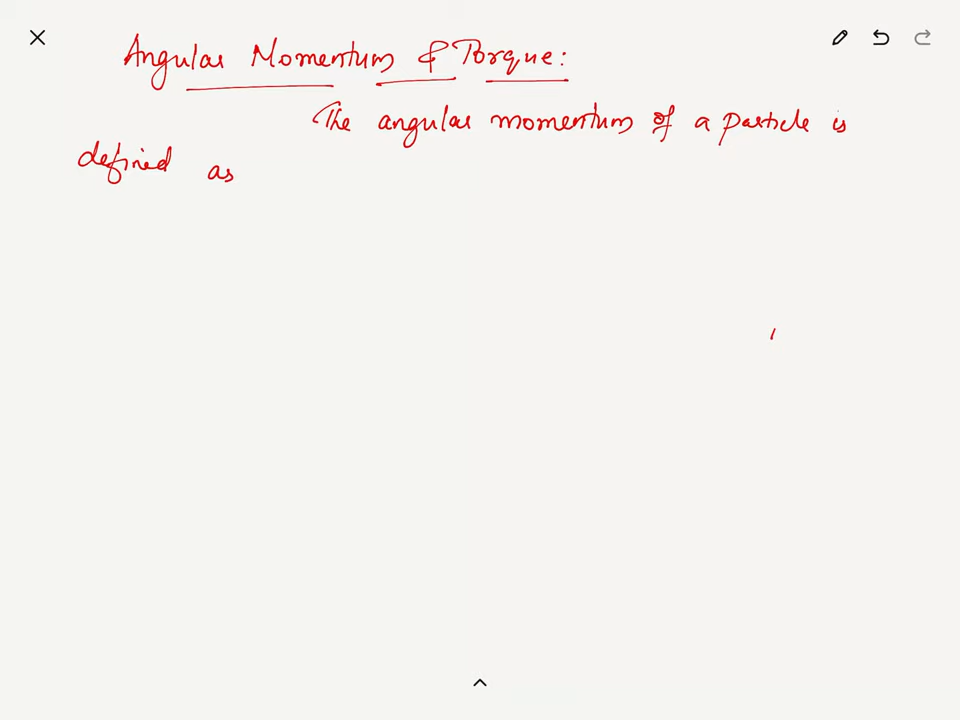 Angular Momentum & Torque:
The angular momentum of a particle is
defined as